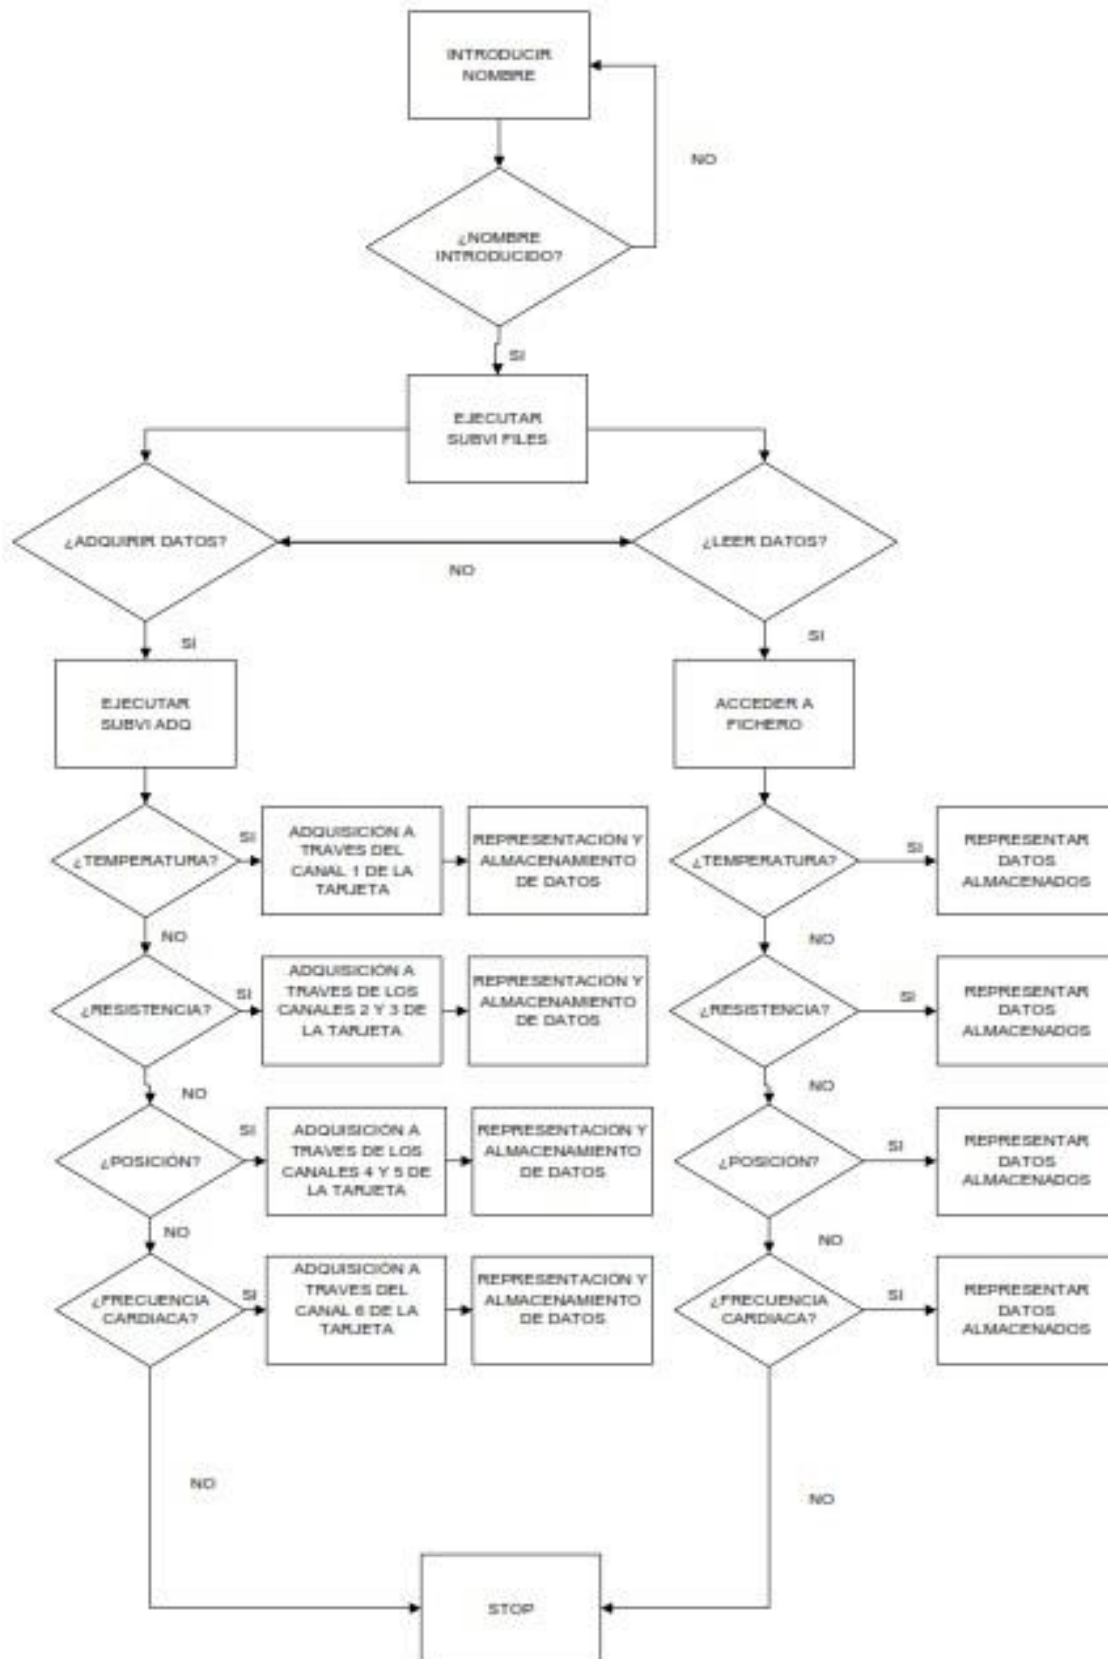 INTRODUCIR
NOMBRE
NO
¿NOMBRE
INTRODUCIDO?
SI
EJECUTAR
SUBVI FILES
¿ADQUIRIR DATOS?
¿LEER DATOS?
NO
SI
SI
EJECUTAR
SUBVI ADQ
ACCEDER A
FICHERO
¿TEMPERATURA?
SI
ADQUISICIÓN A
TRAVES DEL
CANAL 1 DE LA
TARJETA
REPRESENTACIÓN Y
ALMACENAMIENTO
DE DATOS
¿TEMPERATURA?
SI
REPRESENTAR
DATOS
ALMACENADOS
NO
NO
¿RESISTENCIA?
SI
ADQUISICIÓN A
TRAVES DE LOS
CANALES 2 Y 3 DE
LA TARJETA
REPRESENTACIÓN Y
ALMACENAMIENTO
DE DATOS
¿RESISTENCIA?
SI
REPRESENTAR
DATOS
ALMACENADOS
NO
NO
¿POSICIÓN?
SI
ADQUISICIÓN A
TRAVES DE LOS
CANALES 4 Y 5 DE
LA TARJETA
REPRESENTACIÓN Y
ALMACENAMIENTO
DE DATOS
¿POSICIÓN?
SI
REPRESENTAR
DATOS
ALMACENADOS
NO
NO
¿FRECUENCIA
CARDIACA?
SI
ADQUISICIÓN A
TRAVES DEL
CANAL 6 DE LA
TARJETA
REPRESENTACIÓN Y
ALMACENAMIENTO
DE DATOS
¿FRECUENCIA
CARDIACA?
SI
REPRESENTAR
DATOS
ALMACENADOS
NO
NO
STOP